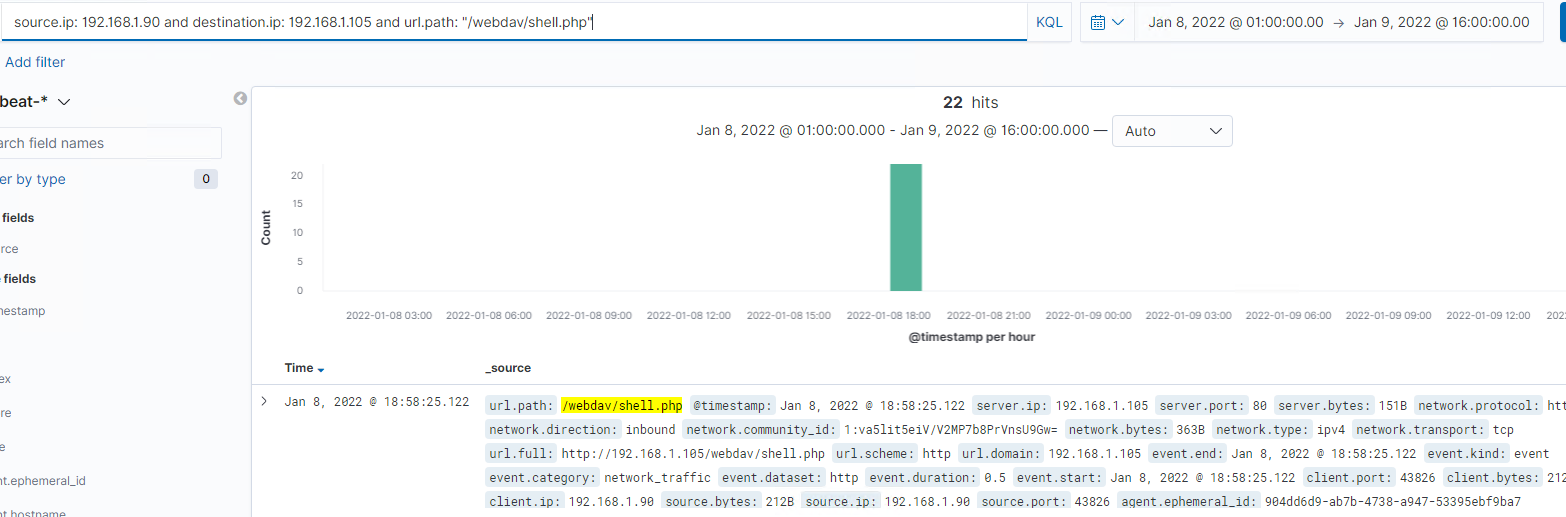 source.ip: 192.168.1.90 and destination.ip: 192.168.1.105 and url.path: "/webdav/shell.php" KQL Jan 8, 2022 @ 01:00:00.00 → Jan 9, 2022 @ 16:00:00.00
Add filter
beat-*
22 hits
arch field names
Jan 8, 2022 @ 01:00:00.000 - Jan 9, 2022 @ 16:00:00.000 — Auto
er by type 0
fields
rce
fields
nestamp
ex
re
e
nt.ephemeral_id
nt.hostname
Count
20
15
10
5
0
2022-01-08 03:00 2022-01-08 06:00 2022-01-08 09:00 2022-01-08 12:00 2022-01-08 15:00 2022-01-08 18:00 2022-01-08 21:00 2022-01-09 00:00 2022-01-09 03:00 2022-01-09 06:00 2022-01-09 09:00 2022-01-09 12:00 202
@timestamp per hour
Time _source
Jan 8, 2022 @ 18:58:25.122 url.path: /webdav/shell.php @timestamp: Jan 8, 2022 @ 18:58:25.122 server.ip: 192.168.1.105 server.port: 80 server.bytes: 151B network.protocol: htt
network.direction: inbound network.community_id: 1:va5lit5eiV/V2MP7b8PrVnsU9Gw= network.bytes: 363B network.type: ipv4 network.transport: tcp
url.full: http://192.168.1.105/webdav/shell.php url.scheme: http url.domain: 192.168.1.105 event.end: Jan 8, 2022 @ 18:58:25.122 event.kind: event
event.category: network_traffic event.dataset: http event.duration: 0.5 event.start: Jan 8, 2022 @ 18:58:25.122 client.port: 43826 client.bytes: 212
client.ip: 192.168.1.90 source.bytes: 212B source.ip: 192.168.1.90 source.port: 43826 agent.ephemeral_id: 904dd6d9-ab7b-4738-a947-53395ebf9ba7